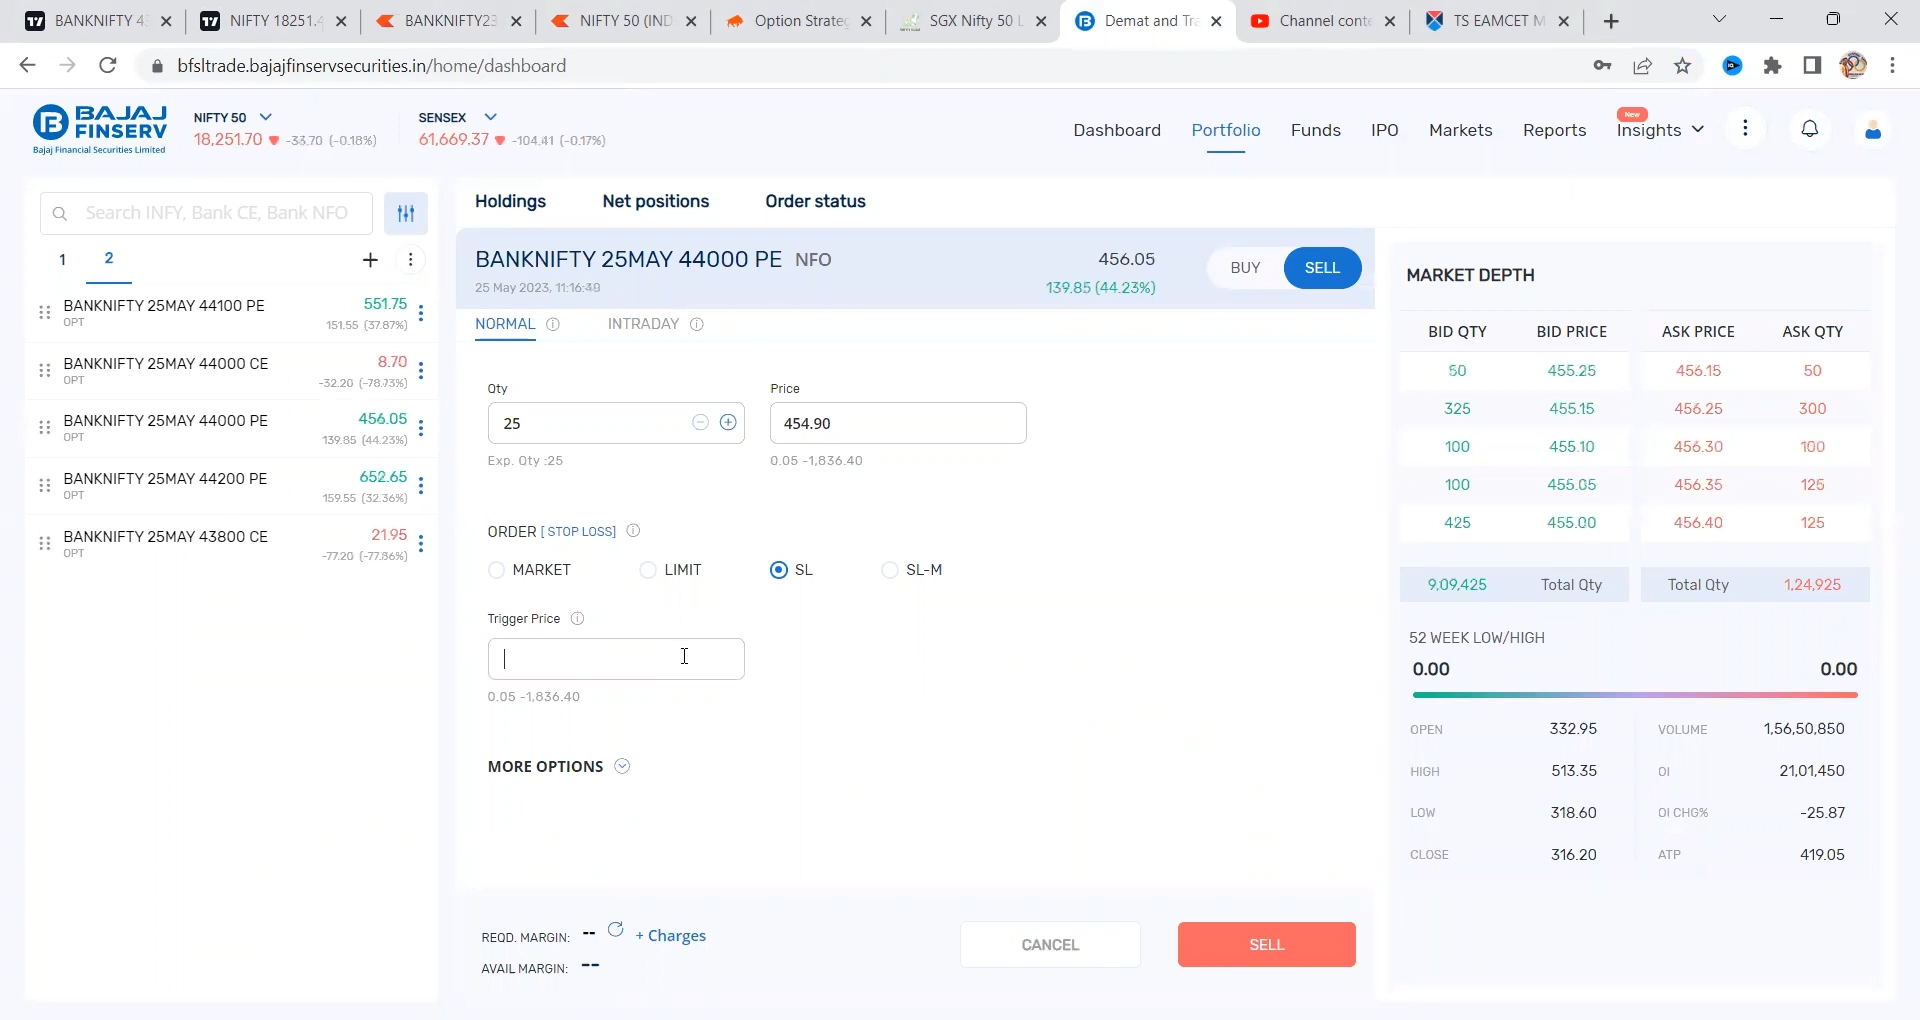 BANKNIFTY 4
NIFTY 18251.4
BANKNIFTY23
NIFTY 50 (IND
Option Strateg
SGX Nifty 50 L
Demat and Tra
Channel conte
TS EAMCET M
bfsltrade.bajajfinservsecurities.in/home/dashboard
BAJAJ
FINSERV
Bajaj Financial Securities Limited
NIFTY 50
18,251.70 -33.70 (-0.18%)
SENSEX
61,669.37 -104.41 (-0.17%)
Dashboard
Portfolio
Funds
IPO
Markets
Reports
New
Insights
Search INFY, Bank CE, Bank NFO
1
2
BANKNIFTY 25MAY 44100 PE 551.75
OPT 151.55 (37.87%)
BANKNIFTY 25MAY 44000 CE 8.70
OPT -32.20 (-78.73%)
BANKNIFTY 25MAY 44000 PE 456.05
OPT 139.85 (44.23%)
BANKNIFTY 25MAY 44200 PE 652.65
OPT 159.55 (32.36%)
BANKNIFTY 25MAY 43800 CE 21.95
OPT -77.20 (-77.86%)
Holdings Net positions Order status
BANKNIFTY 25MAY 44000 PE NFO 456.05
25 May 2023, 11:16:49 139.85 (44.23%)
BUY SELL
NORMAL INTRADAY
Qty Price
25 454.90
Exp. Qty :25 0.05 -1,836.40
ORDER [ STOP LOSS]
MARKET LIMIT SL SL-M
Trigger Price
0.05 -1,836.40
MORE OPTIONS
REQD. MARGIN: -- + Charges
AVAIL MARGIN: --
CANCEL SELL
MARKET DEPTH
BID QTY BID PRICE ASK PRICE ASK QTY
50 455.25 456.15 50
325 455.15 456.25 300
100 455.10 456.30 100
100 455.05 456.35 125
425 455.00 456.40 125
9,09,425 Total Qty Total Qty 1,24,925
52 WEEK LOW/HIGH
0.00 0.00
OPEN 332.95 VOLUME 1,56,50,850
HIGH 513.35 OI 21,01,450
LOW 318.60 OI CHG% -25.87
CLOSE 316.20 ATP 419.05